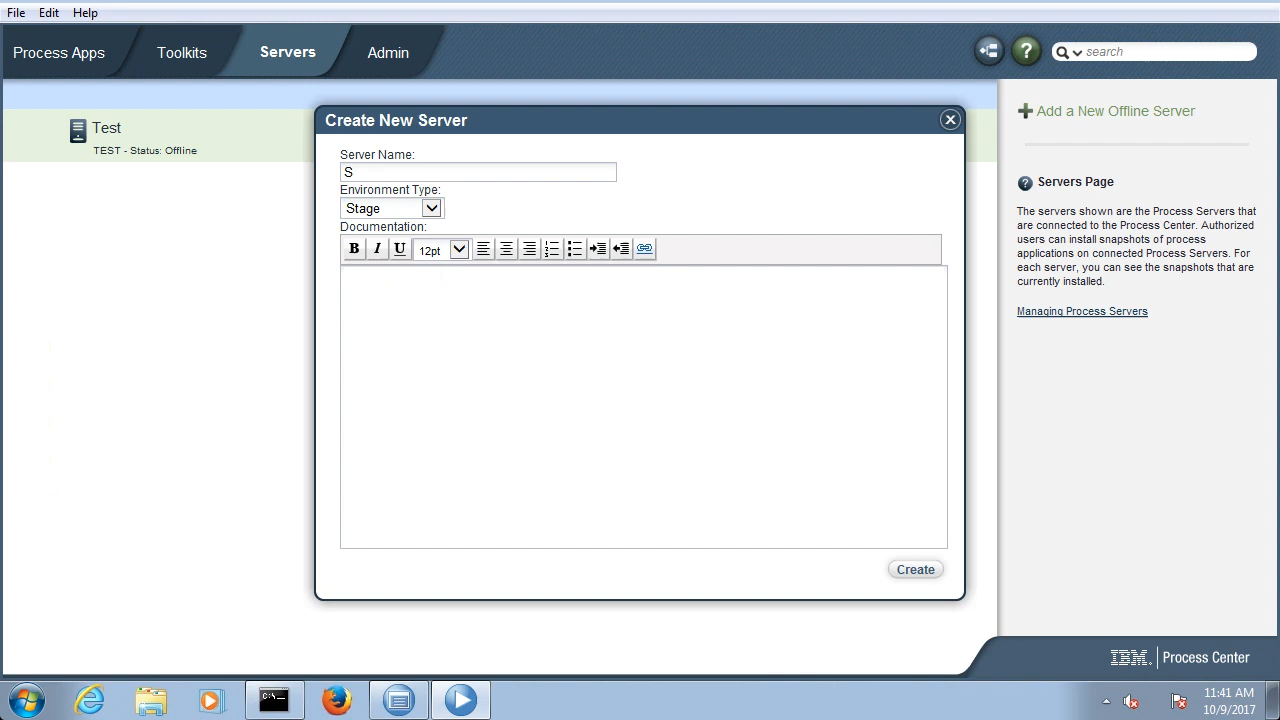 File Edit Help
Process Apps Toolkits Servers Admin ? search
Test
TEST - Status: Offline
Create New Server
Server Name:
S
Environment Type:
Stage
Documentation:
B I U 12pt
Create
Add a New Offline Server
? Servers Page
The servers shown are the Process Servers that
are connected to the Process Center. Authorized
users can install snapshots of process
applications on connected Process Servers. For
each server, you can see the snapshots that are
currently installed.
Managing Process Servers
IBM. Process Center
11:41 AM
10/9/2017